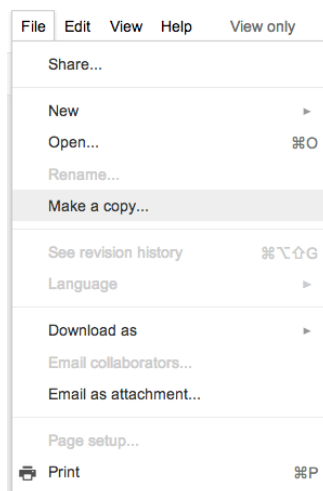 File Edit View Help View only
Share...
New ►
Open... ⌘O
Rename...
Make a copy...
See revision history ⌘⌥⇧G
Language ►
Download as ►
Email collaborators...
Email as attachment...
Page setup...
Print ⌘P